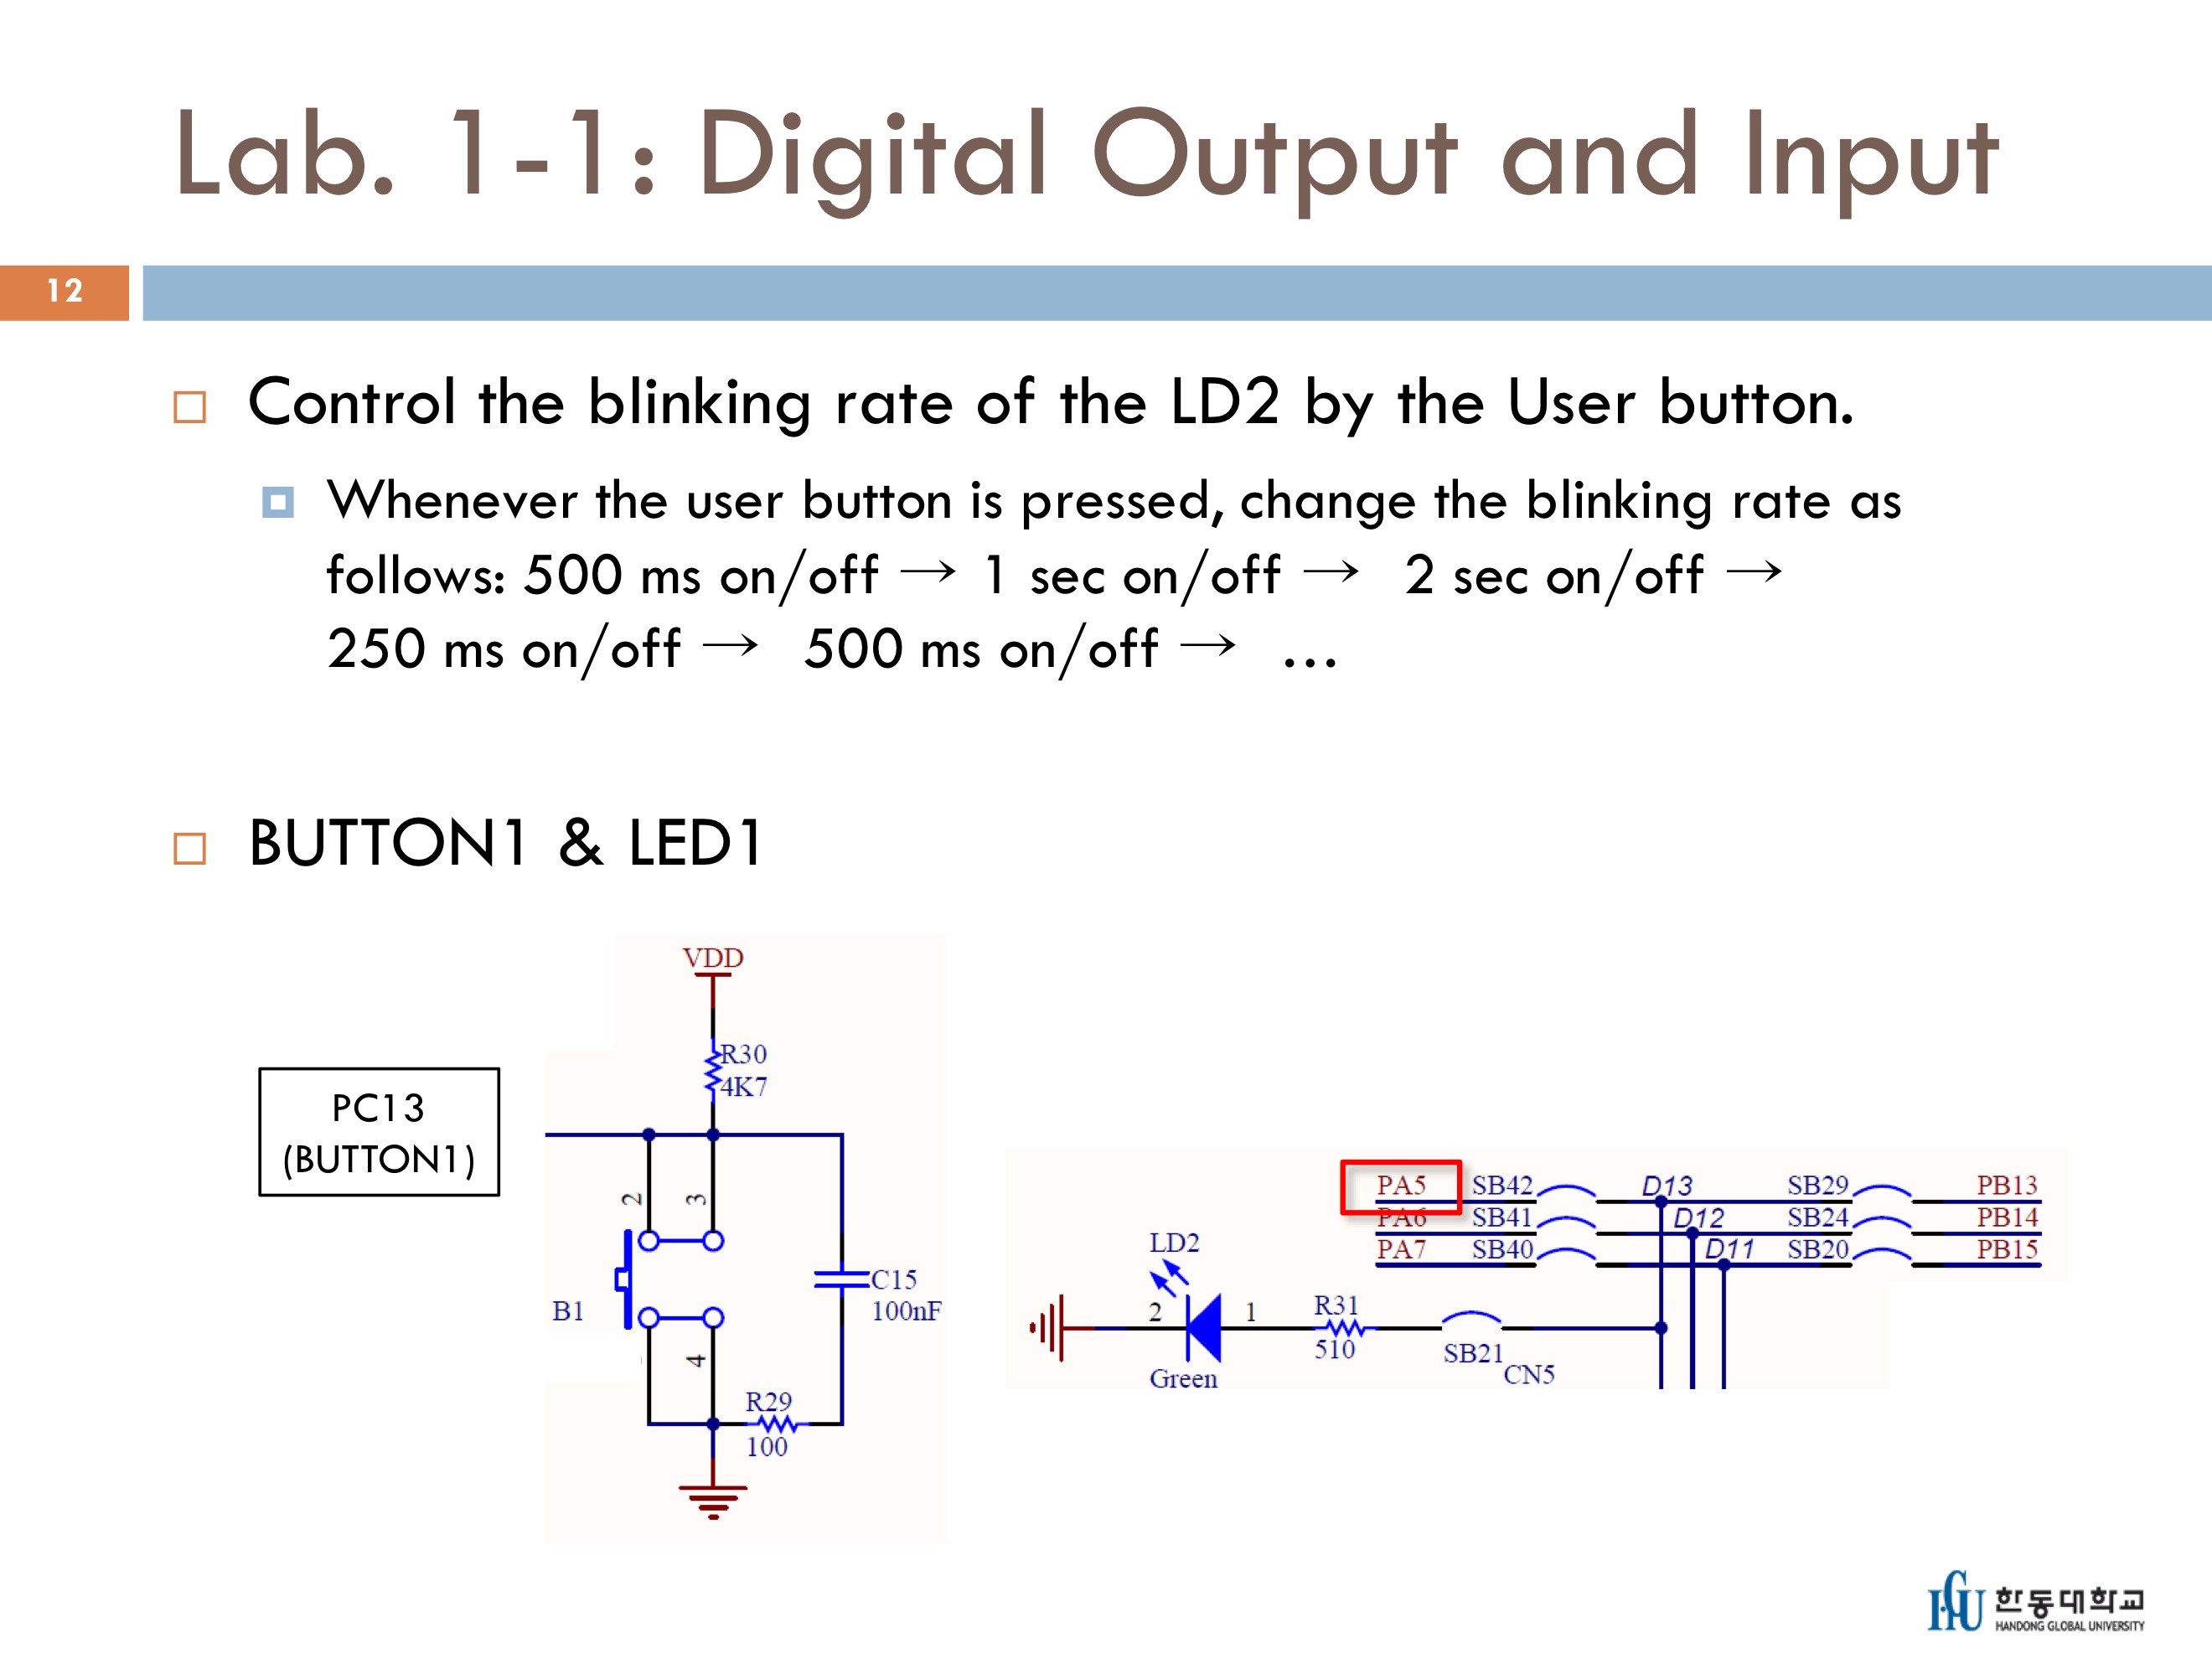 Lab. 1-1: Digital Output and Input
12
Control the blinking rate of the LD2 by the User button.
Whenever the user button is pressed, change the blinking rate as
follows: 500 ms on/off → 1 sec on/off → 2 sec on/off →
250 ms on/off → 500 ms on/off → …
BUTTON1 & LED1
PC13
(BUTTON1)
VDD
R30
4K7
2
3
B1
C15
100nF
4
R29
100
PA5 SB42 D13 SB29 PB13
PA6 SB41 D12 SB24 PB14
PA7 SB40 D11 SB20 PB15
LD2
2
1
R31
510
SB21
CN5
Green
HGU 한동대학교
HANDONG GLOBAL UNIVERSITY